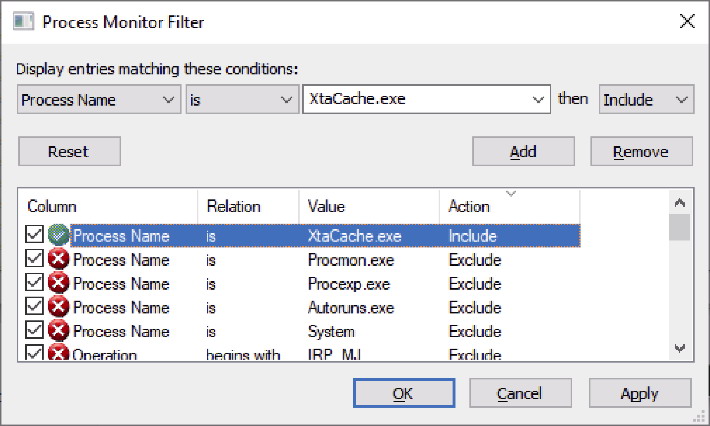 Process Monitor Filter
Display entries matching these conditions:
Process Name is XtaCache.exe then Include
Reset Add Remove
Column Relation Value Action
Process Name is XtaCache.exe Include
Process Name is Procmon.exe Exclude
Process Name is Procexp.exe Exclude
Process Name is Autoruns.exe Exclude
Process Name is System Exclude
Operation begins with IRP_MJ_ Exclude
OK Cancel Apply